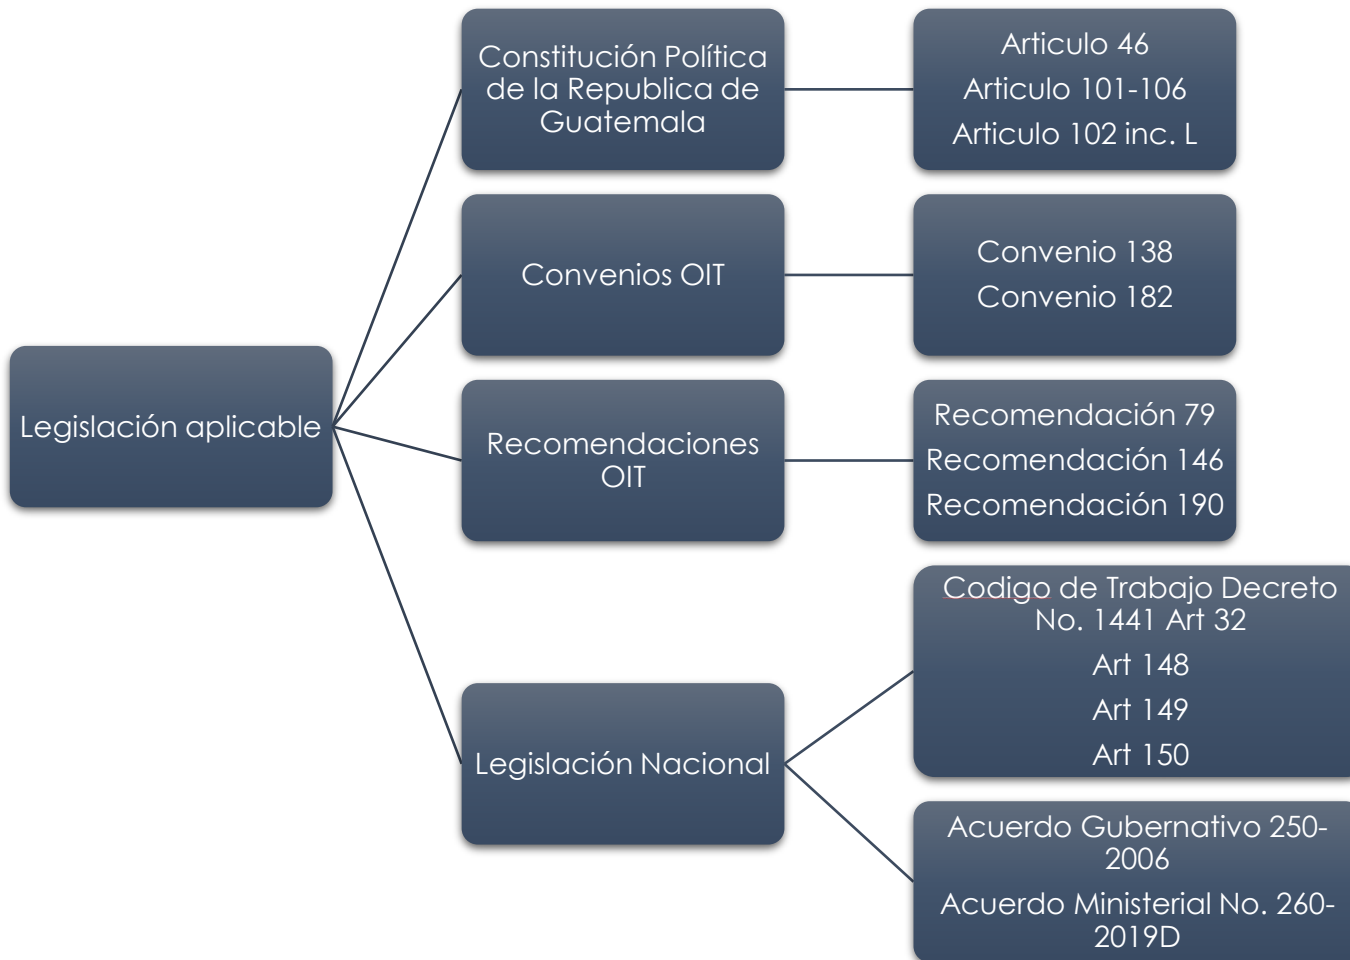 Legislación aplicable
Constitución Política
de la Republica de
Guatemala
Articulo 46
Articulo 101-106
Articulo 102 inc. L
Convenios OIT
Convenio 138
Convenio 182
Recomendaciones
OIT
Recomendación 79
Recomendación 146
Recomendación 190
Legislación Nacional
Codigo de Trabajo Decreto
No. 1441 Art 32
Art 148
Art 149
Art 150
Acuerdo Gubernativo 250-
2006
Acuerdo Ministerial No. 260-
2019D